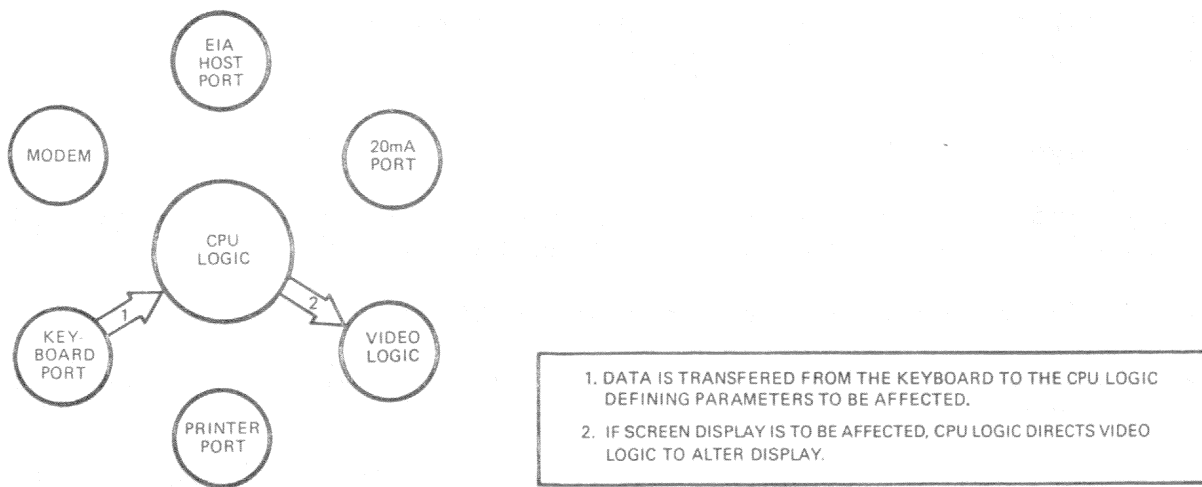 EIA
HOST
PORT
MODEM
20mA
PORT
CPU
LOGIC
1
2
KEY-
BOARD
PORT
VIDEO
LOGIC
PRINTER
PORT
1. DATA IS TRANSFERED FROM THE KEYBOARD TO THE CPU LOGIC
DEFINING PARAMETERS TO BE AFFECTED.
2. IF SCREEN DISPLAY IS TO BE AFFECTED, CPU LOGIC DIRECTS VIDEO
LOGIC TO ALTER DISPLAY.